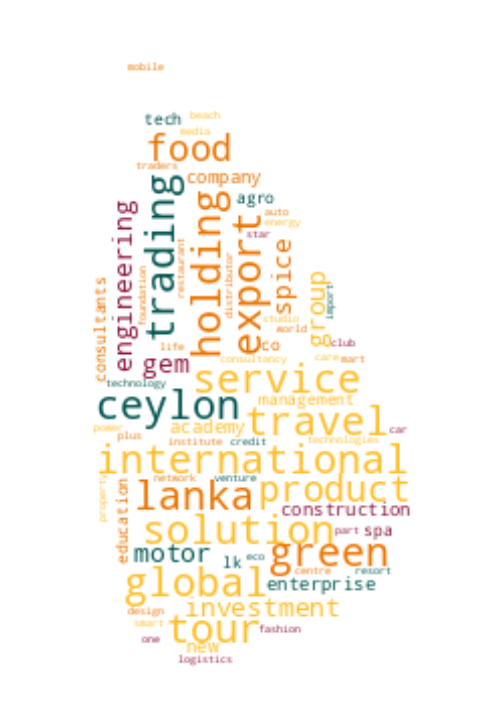 mobile
tech
beach
media
food
traders
company
trading
holding
export
engineering
agro
auto
energy
star
spice
restaurant
foundation
distributor
consultants
group
import
studio
world
life
co
club
gem
consultancy
care
mart
technology
service
ceylon
management
travel
car
power
plus
academy
institute
credit
technologies
international
network
venture
property
education
lanka
product
construction
solution
part
spa
motor
lk
eco
green
centre
resort
global
enterprise
design
investment
smart
tour
fashion
one
new
logistics